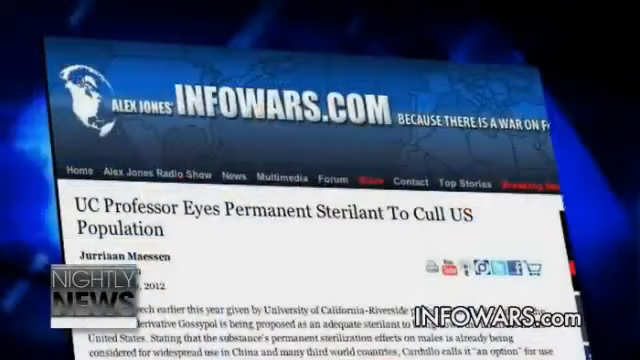 ALEX JONES' INFOWARS.COM BECAUSE THERE IS A WAR ON
Home Alex Jones Radio Show News Multimedia Forum Store Contact Top Stories Breaking News
UC Professor Eyes Permanent Sterilant To Cull US
Population
Jurriaan Maessen
2012
earlier this year given by University of California-Riverside
Gossypol is being proposed as an adequate sterilant to
United States. Stating that the substance's permanent sterilization effects on males is already being
considered for widespread use in China and many third world countries, Cardullo calls it "an option" for use
NIGHTLY
NEWS
INFOWARS.com